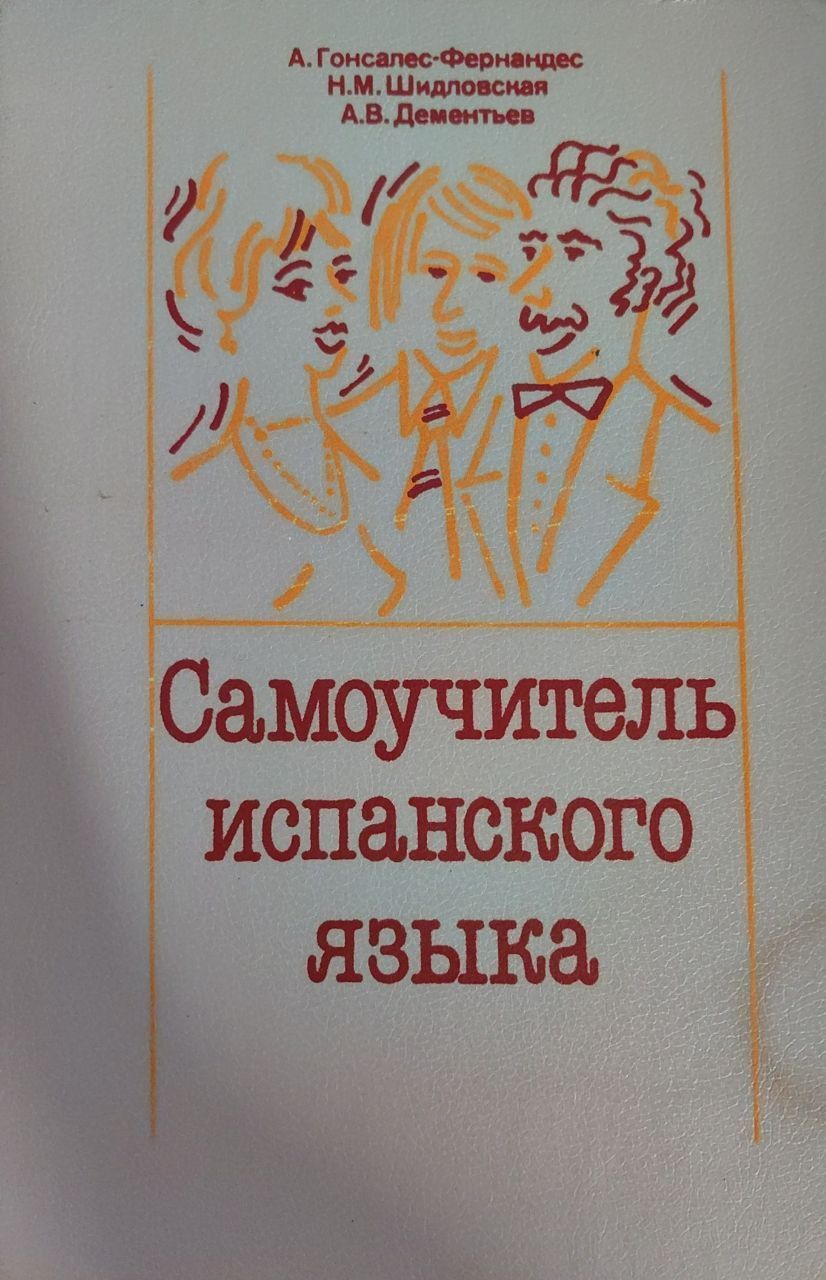 А. Гонсалес-Фернандес
Н.М. Шидловская
А.В. Дементьев
Самоучитель
испанского
языка